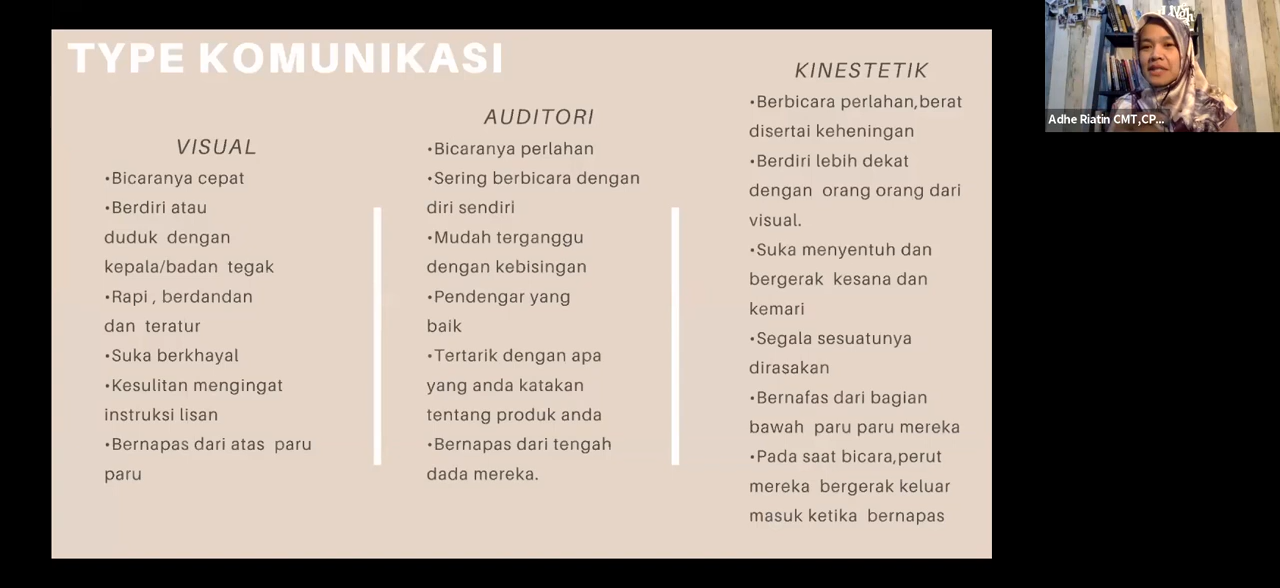 TYPE KOMUNIKASI
VISUAL
•Bicaranya cepat
•Berdiri atau
duduk dengan
kepala/badan tegak
•Rapi , berdandan
dan teratur
•Suka berkhayal
•Kesulitan mengingat
instruksi lisan
•Bernapas dari atas paru
paru
AUDITORI
•Bicaranya perlahan
•Sering berbicara dengan
diri sendiri
•Mudah terganggu
dengan kebisingan
•Pendengar yang
baik
•Tertarik dengan apa
yang anda katakan
tentang produk anda
•Bernapas dari tengah
dada mereka.
KINESTETIK
•Berbicara perlahan,berat
disertai keheningan
•Berdiri lebih dekat
dengan orang orang dari
visual.
•Suka menyentuh dan
bergerak kesana dan
kemari
•Segala sesuatunya
dirasakan
•Bernafas dari bagian
bawah paru paru mereka
•Pada saat bicara,perut
mereka bergerak keluar
masuk ketika bernapas
Adhe Riatin CMT,CP...